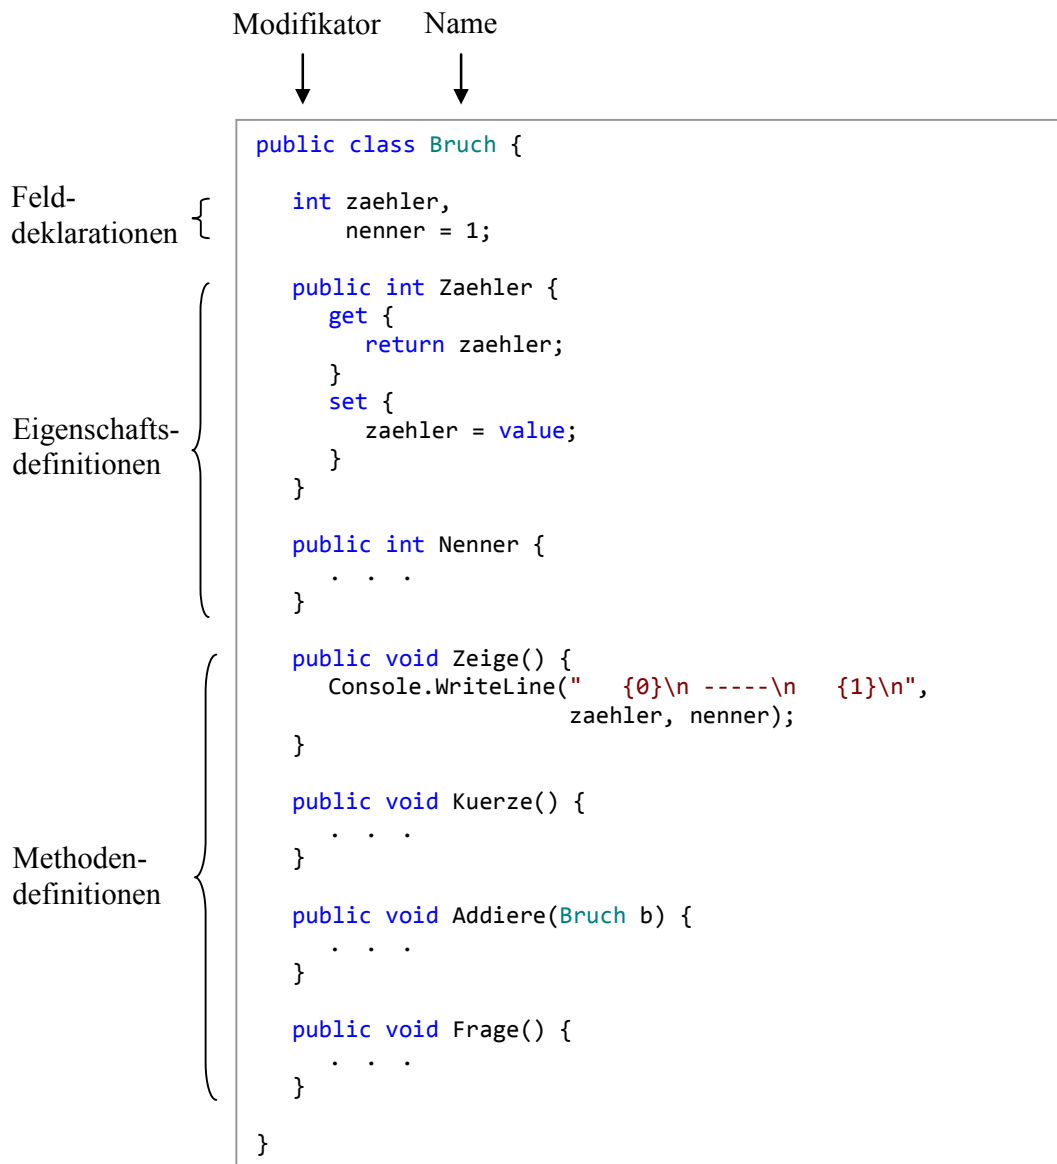 Modifikator Name
public class Bruch {
Feld-
deklarationen
int zaehler,
nenner = 1;
Eigenschafts-
definitionen
public int Zaehler {
get {
return zaehler;
}
set {
zaehler = value;
}
}
public int Nenner {
. . .
}
Methoden-
definitionen
public void Zeige() {
Console.WriteLine("   {0}\n -----\n   {1}\n",
zaehler, nenner);
}
public void Kuerze() {
. . .
}
public void Addiere(Bruch b) {
. . .
}
public void Frage() {
. . .
}
}